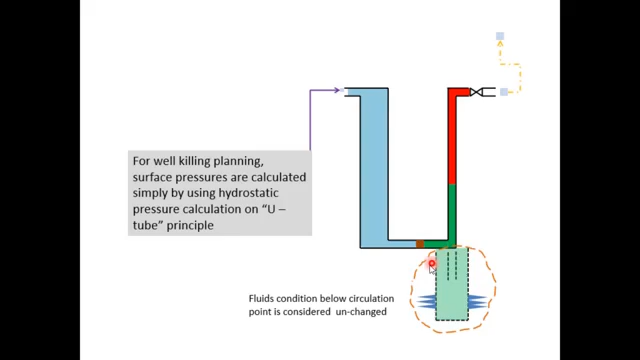 For well killing planning,
surface pressures are calculated
simply by using hydrostatic
pressure calculation on “U –
tube” principle
Fluids condition below circulation
point is considered un-changed